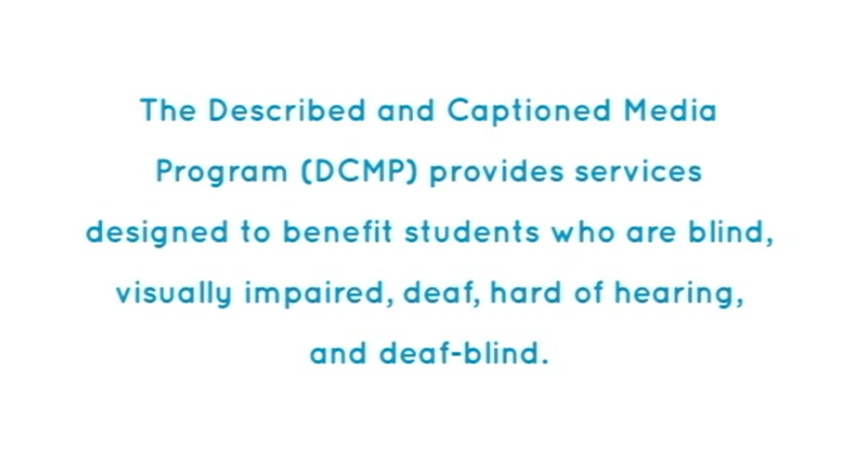 The Described and Captioned Media
Program (DCMP) provides services
designed to benefit students who are blind,
visually impaired, deaf, hard of hearing,
and deaf-blind.